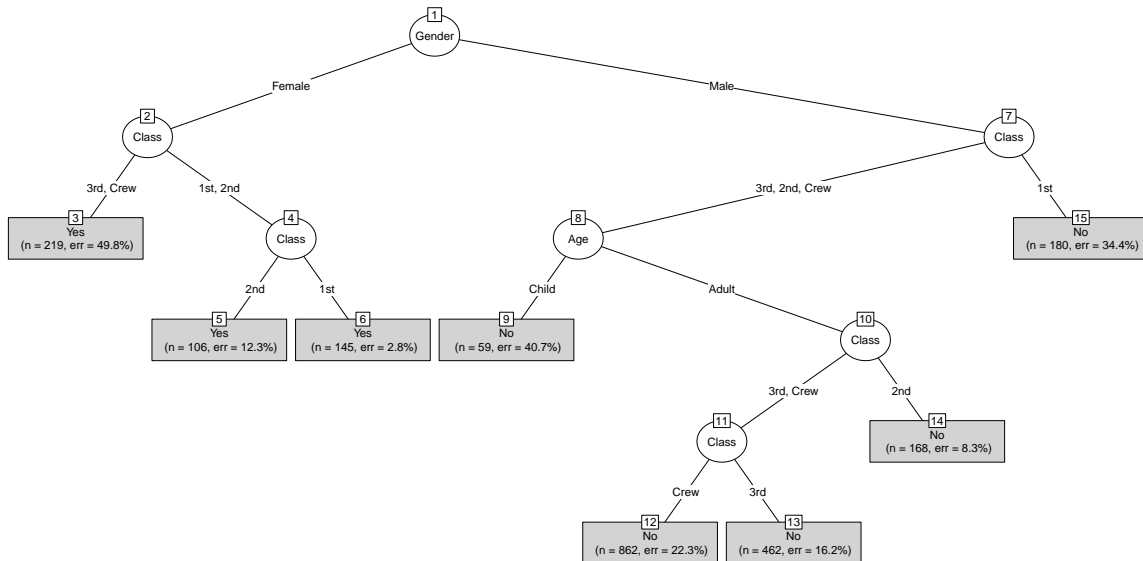 1
Gender
Female
Male
2
Class
7
Class
3rd, Crew
1st, 2nd
3rd, 2nd, Crew
1st
3
Yes
(n = 219, err = 49.8%)
4
Class
8
Age
15
No
(n = 180, err = 34.4%)
2nd
1st
Child
Adult
5
Yes
(n = 106, err = 12.3%)
6
Yes
(n = 145, err = 2.8%)
9
No
(n = 59, err = 40.7%)
10
Class
3rd, Crew
2nd
11
Class
14
No
(n = 168, err = 8.3%)
Crew
3rd
12
No
(n = 862, err = 22.3%)
13
No
(n = 462, err = 16.2%)